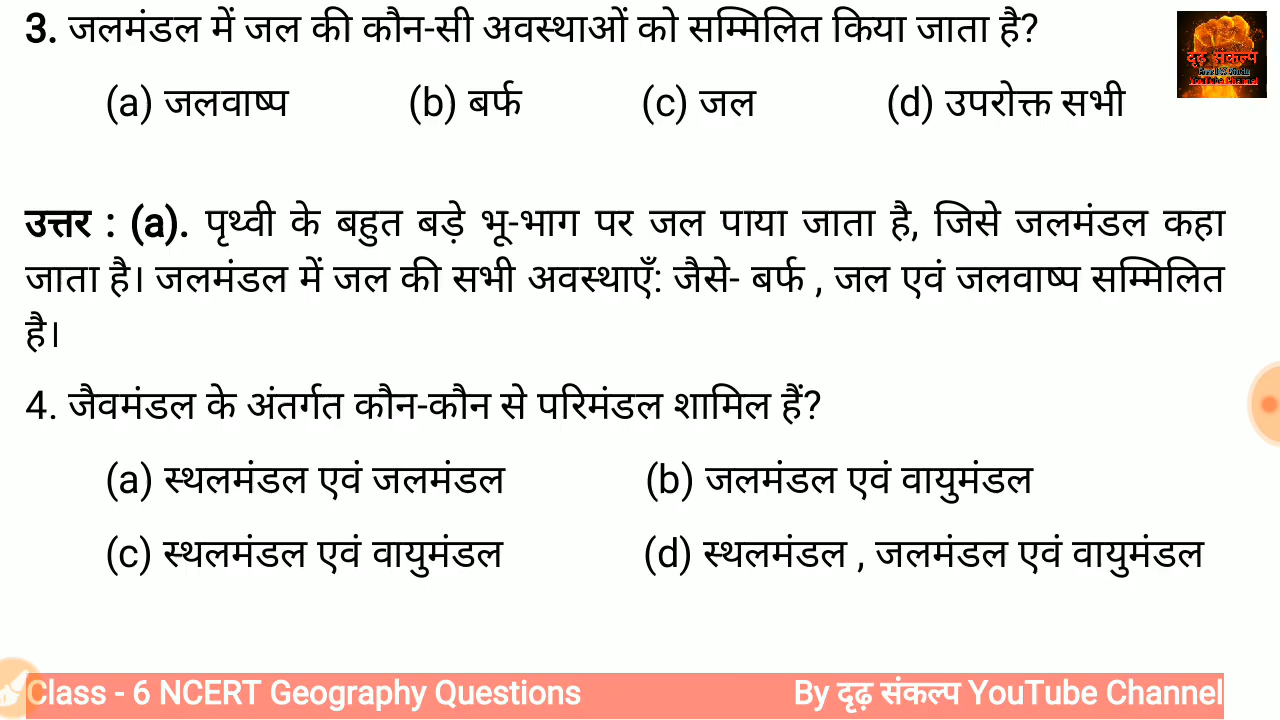 3. जलमंडल में जल की कौन-सी अवस्थाओं को सम्मिलित किया जाता है?
दृढ़ संकल्प
(a) जलवाष्प (b) बर्फ (c) जल (d) उपरोक्त सभी
उत्तर : (a). पृथ्वी के बहुत बड़े भू-भाग पर जल पाया जाता है, जिसे जलमंडल कहा
जाता है। जलमंडल में जल की सभी अवस्थाएँ: जैसे- बर्फ , जल एवं जलवाष्प सम्मिलित
है।
4. जैवमंडल के अंतर्गत कौन-कौन से परिमंडल शामिल हैं?
(a) स्थलमंडल एवं जलमंडल (b) जलमंडल एवं वायुमंडल
(c) स्थलमंडल एवं वायुमंडल (d) स्थलमंडल , जलमंडल एवं वायुमंडल
Class - 6 NCERT Geography Questions By दृढ़ संकल्प YouTube Channel